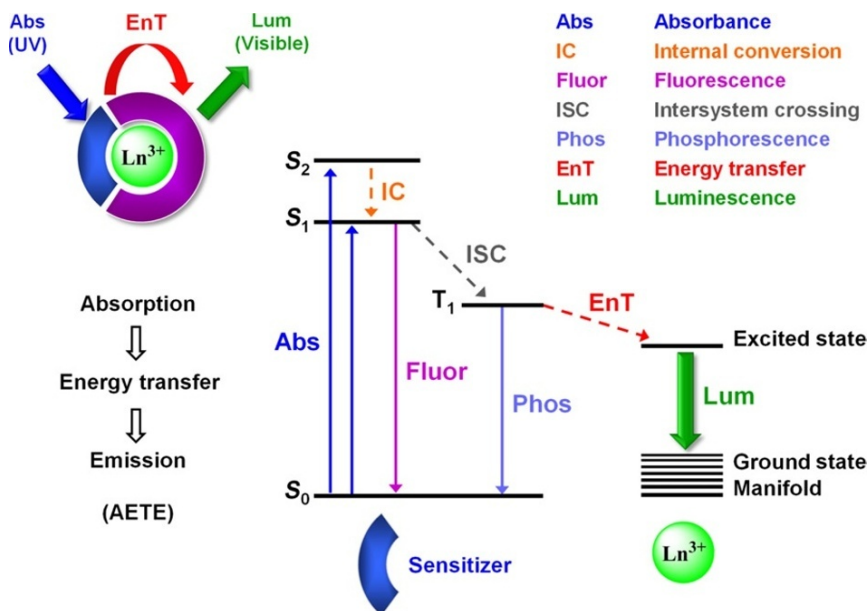 Abs
(UV)
EnT
Lum
(Visible)
Ln³⁺
Abs Absorbance
IC Internal conversion
Fluor Fluorescence
ISC Intersystem crossing
Phos Phosphorescence
EnT Energy transfer
Lum Luminescence
Absorption
Energy transfer
Emission
(AETE)
S₂
IC
S₁
ISC
T₁
EnT
Excited state
Abs
Fluor
Phos
Lum
Ground state
Manifold
S₀
Sensitizer
Ln³⁺